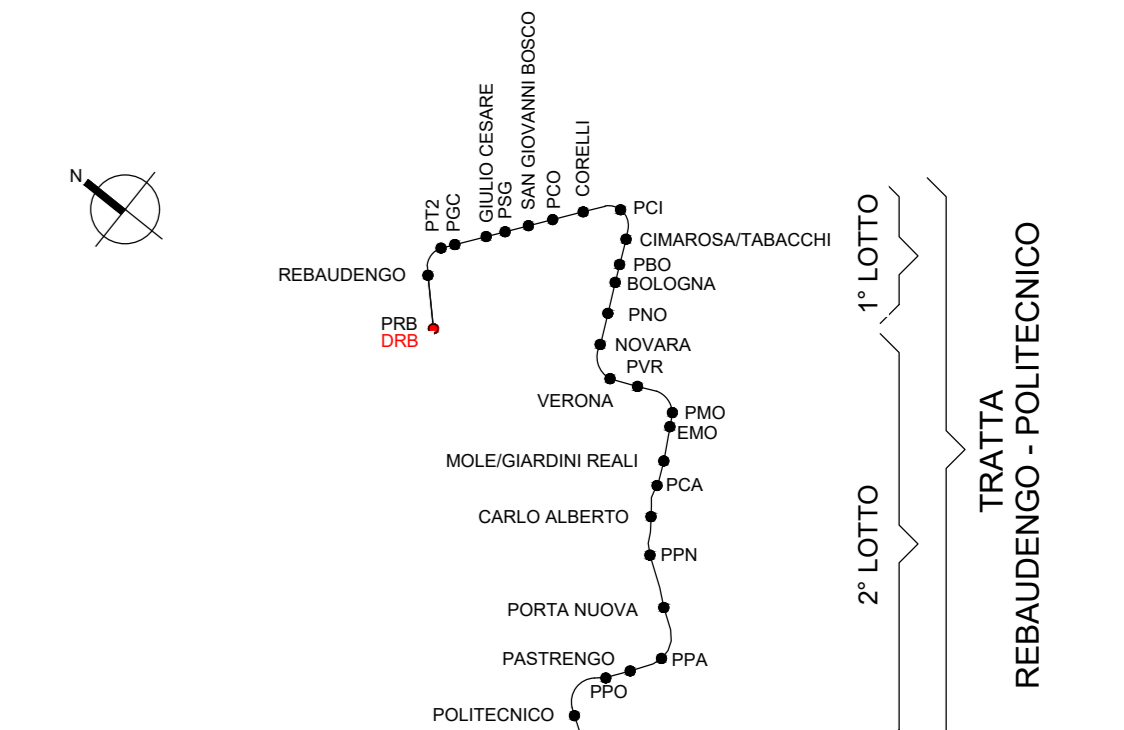 N
PT2
PGC
GIULIO CESARE
PSG
SAN GIOVANNI BOSCO
PCO
CORELLI
PCI
CIMAROSA/TABACCHI
REBAUDENGO
PBO
BOLOGNA
PRB
DRB
PNO
NOVARA
PVR
VERONA
PMO
EMO
MOLE/GIARDINI REALI
PCA
CARLO ALBERTO
PPN
PORTA NUOVA
PASTRENGO
PPA
PPO
POLITECNICO
1° LOTTO
2° LOTTO
TRATTA
REBAUDENGO - POLITECNICO